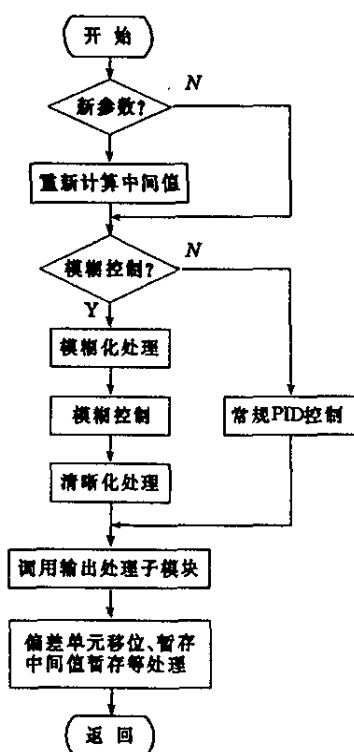 开 始
N
新参数?
重新计算中间值
N
模糊控制?
Y
模糊化处理
模糊控制
常规PID控制
清晰化处理
调用输出处理子模块
偏差单元移位、暂存
中间值暂存等处理
返 回